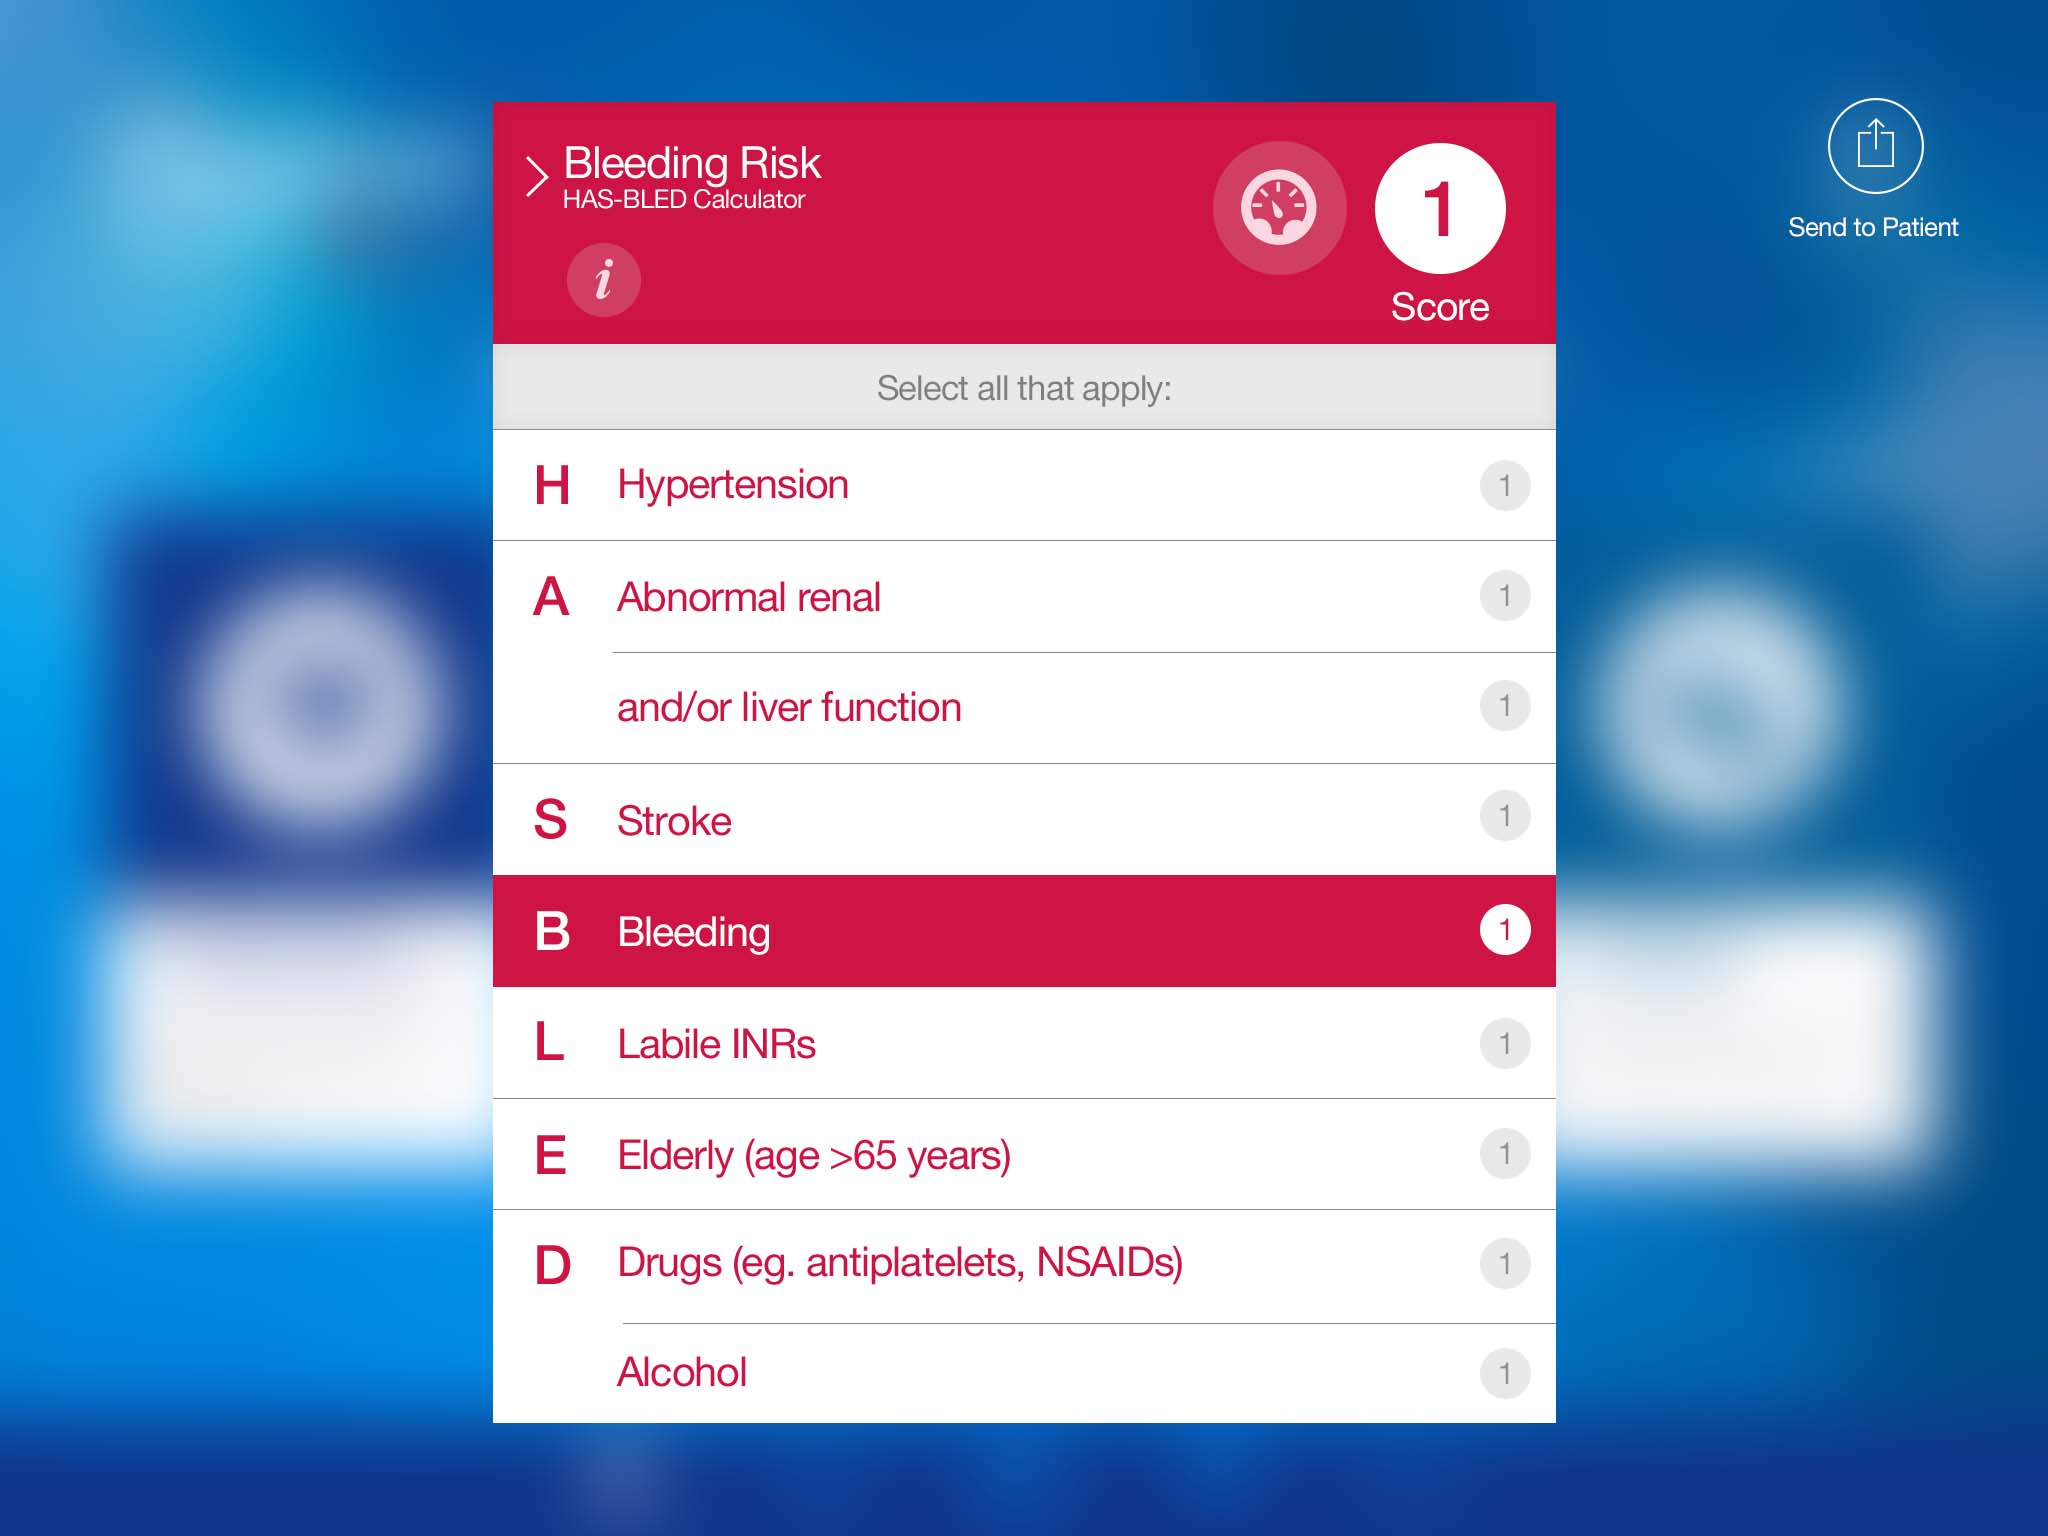 Bleeding Risk
HAS-BLED Calculator
i
1
Score
Send to Patient
Select all that apply:
H Hypertension 1
A Abnormal renal 1
and/or liver function 1
S Stroke 1
B Bleeding 1
L Labile INRs 1
E Elderly (age >65 years) 1
D Drugs (eg. antiplatelets, NSAIDs) 1
Alcohol 1